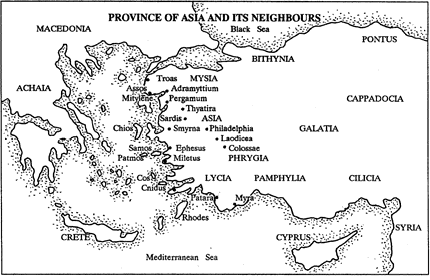 PROVINCE OF ASIA AND ITS NEIGHBOURS
MACEDONIA
Black Sea
PONTUS
BITHYNIA
Troas
MYSIA
Assos
Adramyttium
ACHAIA
Mitylene
Pergamum
CAPPADOCIA
Thyatira
Sardis
ASIA
Chios
Smyrna
Philadelphia
GALATIA
Laodicea
Samos
Ephesus
Colossae
Patmos
Miletus
PHRYGIA
Cos
LYCIA
PAMPHYLIA
CILICIA
Cnidus
Patara
Myra
Rhodes
SYRIA
CRETE
CYPRUS
Mediterranean Sea